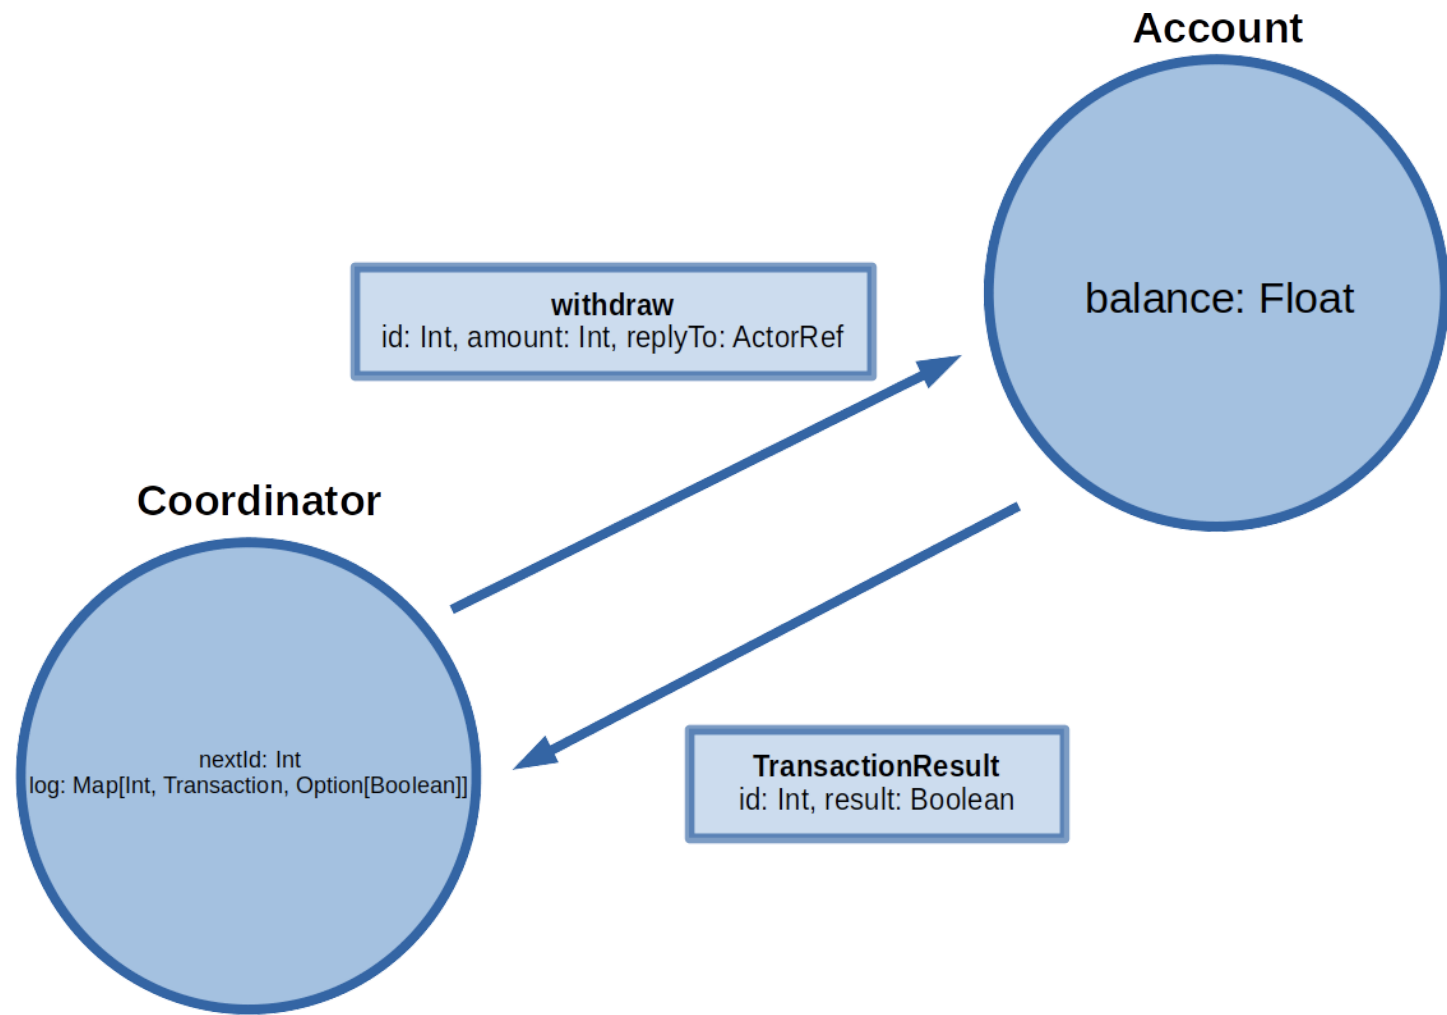 Account
balance: Float
withdraw
id: Int, amount: Int, replyTo: ActorRef
Coordinator
nextId: Int
log: Map[Int, Transaction, Option[Boolean]]
TransactionResult
id: Int, result: Boolean